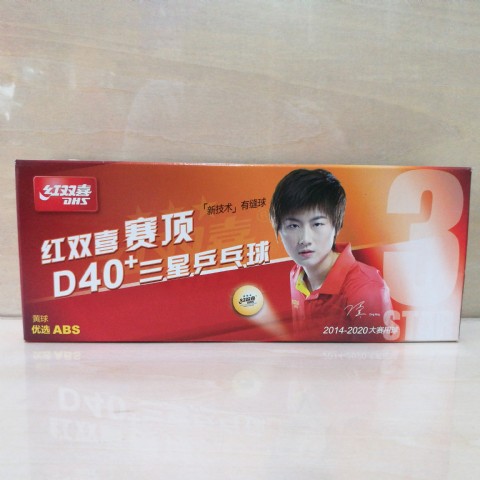 红双喜
DHS
「新技术」有缝球
红双喜 赛顶
D40+三星乒乓球
黄球
优选 ABS
3
STAR
2014-2020大赛用球